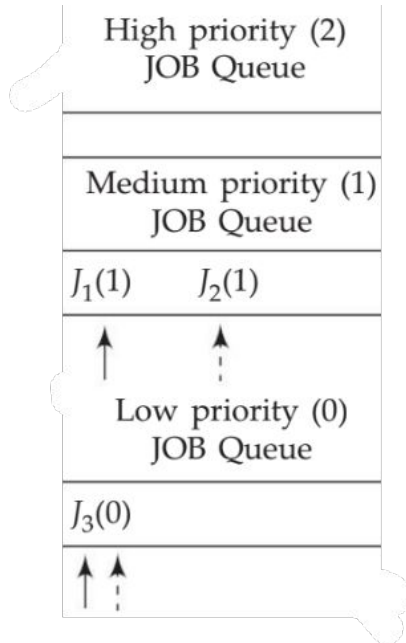 High priority (2)
JOB Queue
Medium priority (1)
JOB Queue
J₁(1) J₂(1)
Low priority (0)
JOB Queue
J₃(0)